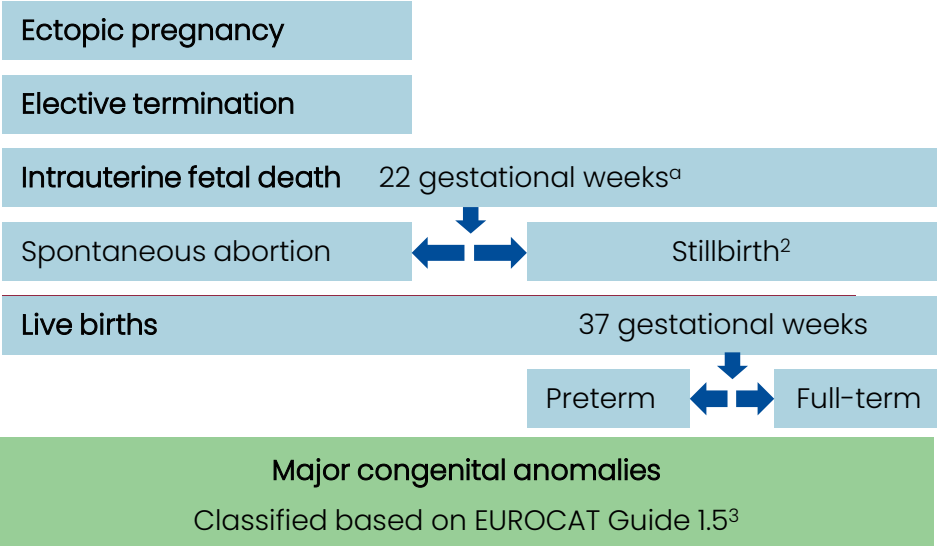 Ectopic pregnancy
Elective termination
Intrauterine fetal death 22 gestational weeksᵃ
Spontaneous abortion Stillbirth²
Live births 37 gestational weeks
Preterm Full-term
Major congenital anomalies
Classified based on EUROCAT Guide 1.5³